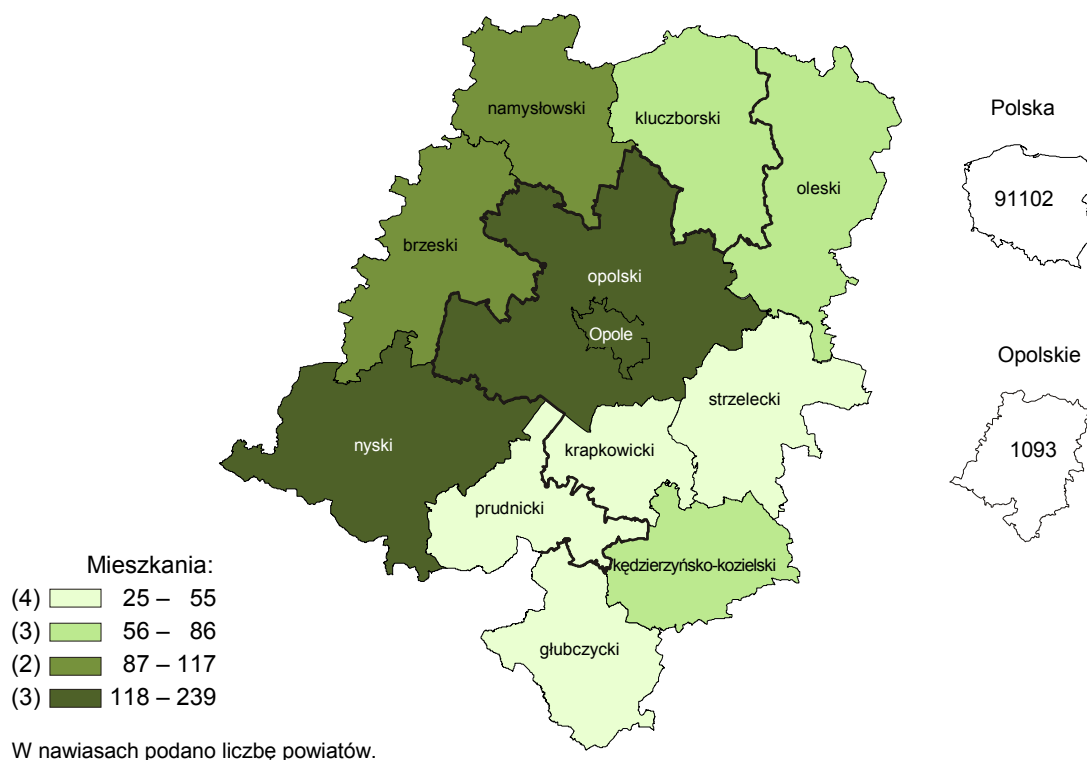 namysłowski
kluczborski
oleski
brzeski
opolski
Opole
nyski
strzelecki
krapkowicki
prudnicki
kędzierzyńsko-kozielski
głubczycki
Polska
91102
Opolskie
1093
Mieszkania:
(4) 25 – 55
(3) 56 – 86
(2) 87 – 117
(3) 118 – 239
W nawiasach podano liczbę powiatów.